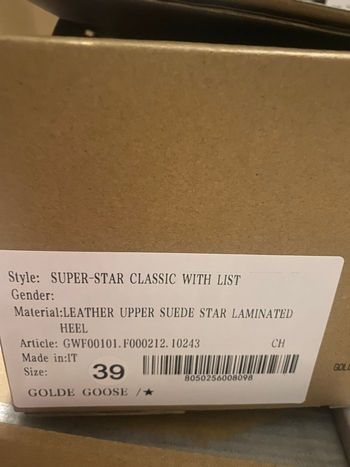 Style: SUPER-STAR CLASSIC WITH LIST
Gender:
Material:LEATHER UPPER SUEDE STAR LAMINATED
HEEL
Article: GWF00101.F000212.10243 CH
Made in:IT
Size: 39
8050256008098
GOLDE GOOSE /★
GOL